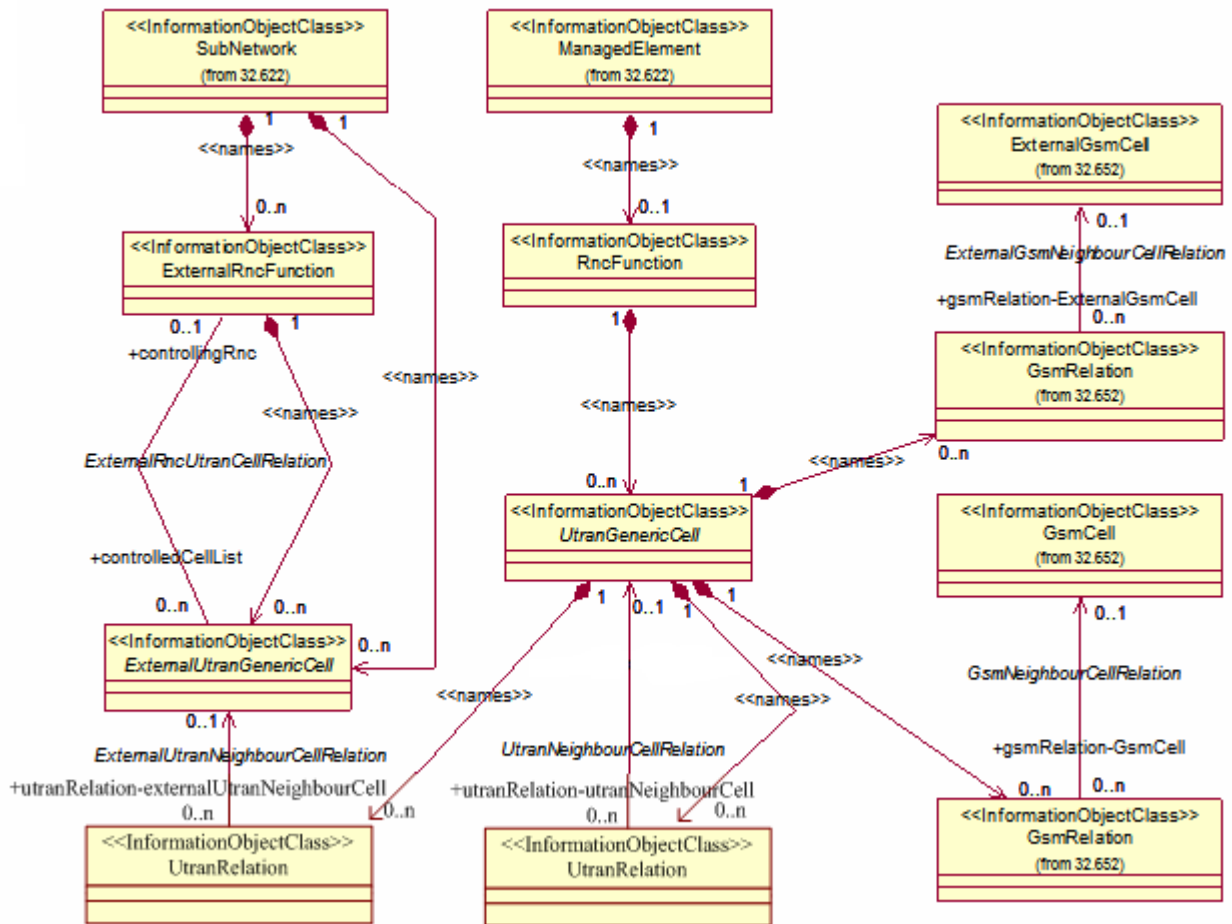 <<InformationObjectClass>>
SubNetwork
(from 32.622)
<<InformationObjectClass>>
ManagedElement
(from 32.622)
1
1
<<names>>
0..n
1
<<names>>
0..1
<<InformationObjectClass>>
ExternalGsmCell
(from 32.652)
0..1
ExternalGsmNeighbourCellRelation
+gsmRelation-ExternalGsmCell
0..n
<<InformationObjectClass>>
ExternalRncFunction
<<InformationObjectClass>>
RncFunction
0..1
1
+controllingRnc
<<names>>
<<names>>
ExternalRncUtranCellRelation
+controlledCellList
0..n
0..n
0..n
1
<<names>>
0..n
1
<<names>>
0..n
<<InformationObjectClass>>
GsmRelation
(from 32.652)
<<InformationObjectClass>>
UtranGenericCell
<<InformationObjectClass>>
GsmCell
(from 32.652)
<<InformationObjectClass>>
ExternalUtranGenericCell
1
0..1
1
1
0..1
<<names>>
<<names>>
<<names>>
GsmNeighbourCellRelation
+gsmRelation-GsmCell
0..n
0..n
0..1
ExternalUtranNeighbourCellRelation
+utranRelation-externalUtranNeighbourCell
0..n
0..n
UtranNeighbourCellRelation
+utranRelation-utranNeighbourCell
0..n
0..n
<<InformationObjectClass>>
UtranRelation
<<InformationObjectClass>>
UtranRelation
<<InformationObjectClass>>
GsmRelation
(from 32.652)